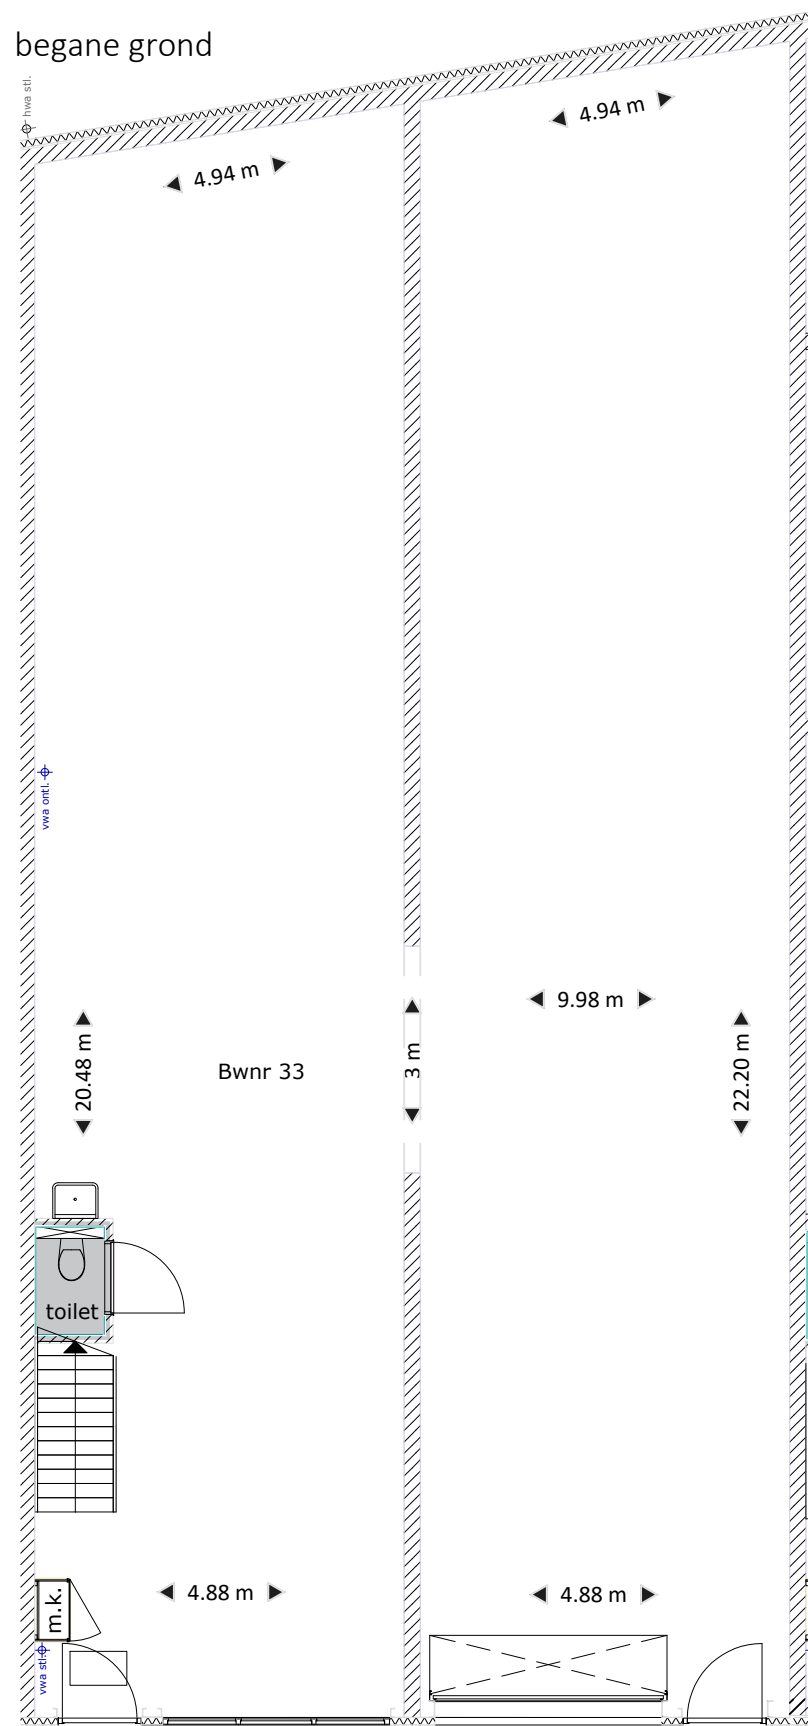 begane grond
hwa stl.
4.94 m
4.94 m
vwa ontl.
9.98 m
20.48 m
Bwnr 33
3 m
22.20 m
toilet
4.88 m
4.88 m
m.k.
vwa stl.